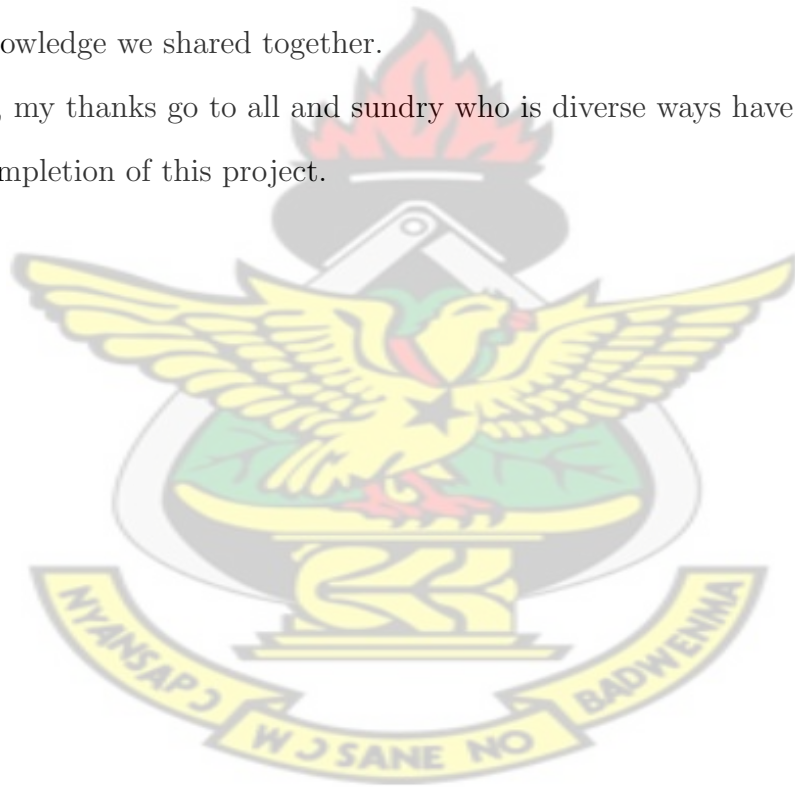 owledge we shared together.
, my thanks go to all and sundry who is diverse ways have
mpletion of this project.
NYANSAPƆ
WƆSANE NO
BADWENMA